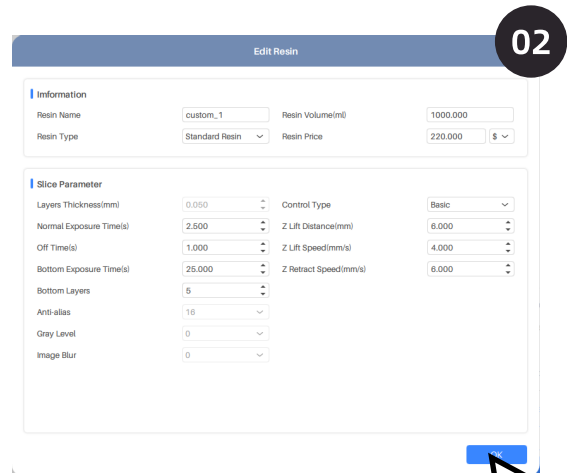 02
Edit Resin
Imformation
Resin Name custom_1 Resin Volume(ml) 1000.000
Resin Type Standard Resin Resin Price 220.000 $
Slice Parameter
Layers Thickness(mm) 0.050 Control Type Basic
Normal Exposure Time(s) 2.500 Z Lift Distance(mm) 6.000
Off Time(s) 1.000 Z Lift Speed(mm/s) 4.000
Bottom Exposure Time(s) 25.000 Z Retract Speed(mm/s) 6.000
Bottom Layers 5
Anti-alias 16
Gray Level 0
Image Blur 0
OK